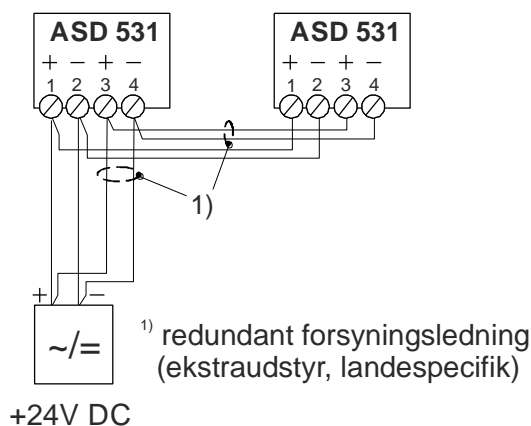 ASD 531 ASD 531
+ − + − + − + −
1 2 3 4 1 2 3 4
1)
+ −
~/=
1) redundant forsyningsledning
(ekstraudstyr, landespecifik)
+24V DC